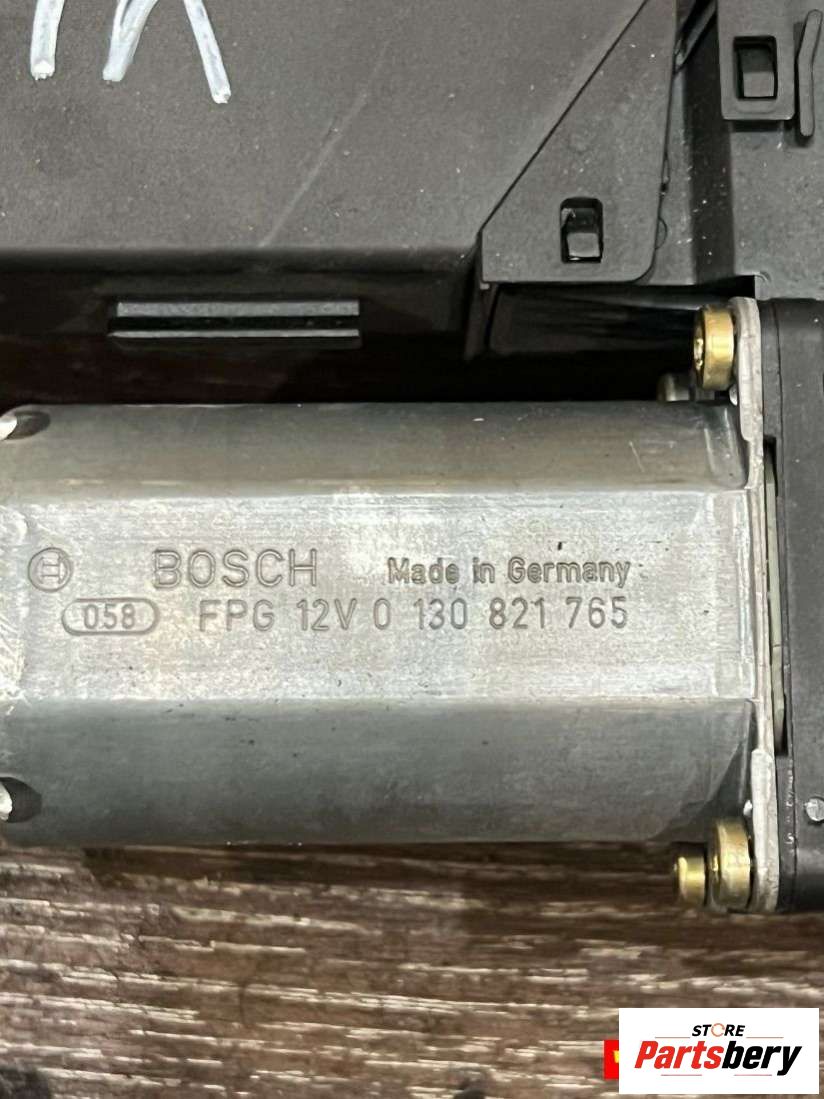 BOSCH Made in Germany
058 FPG 12V 0 130 821 765
STORE
Partsbery